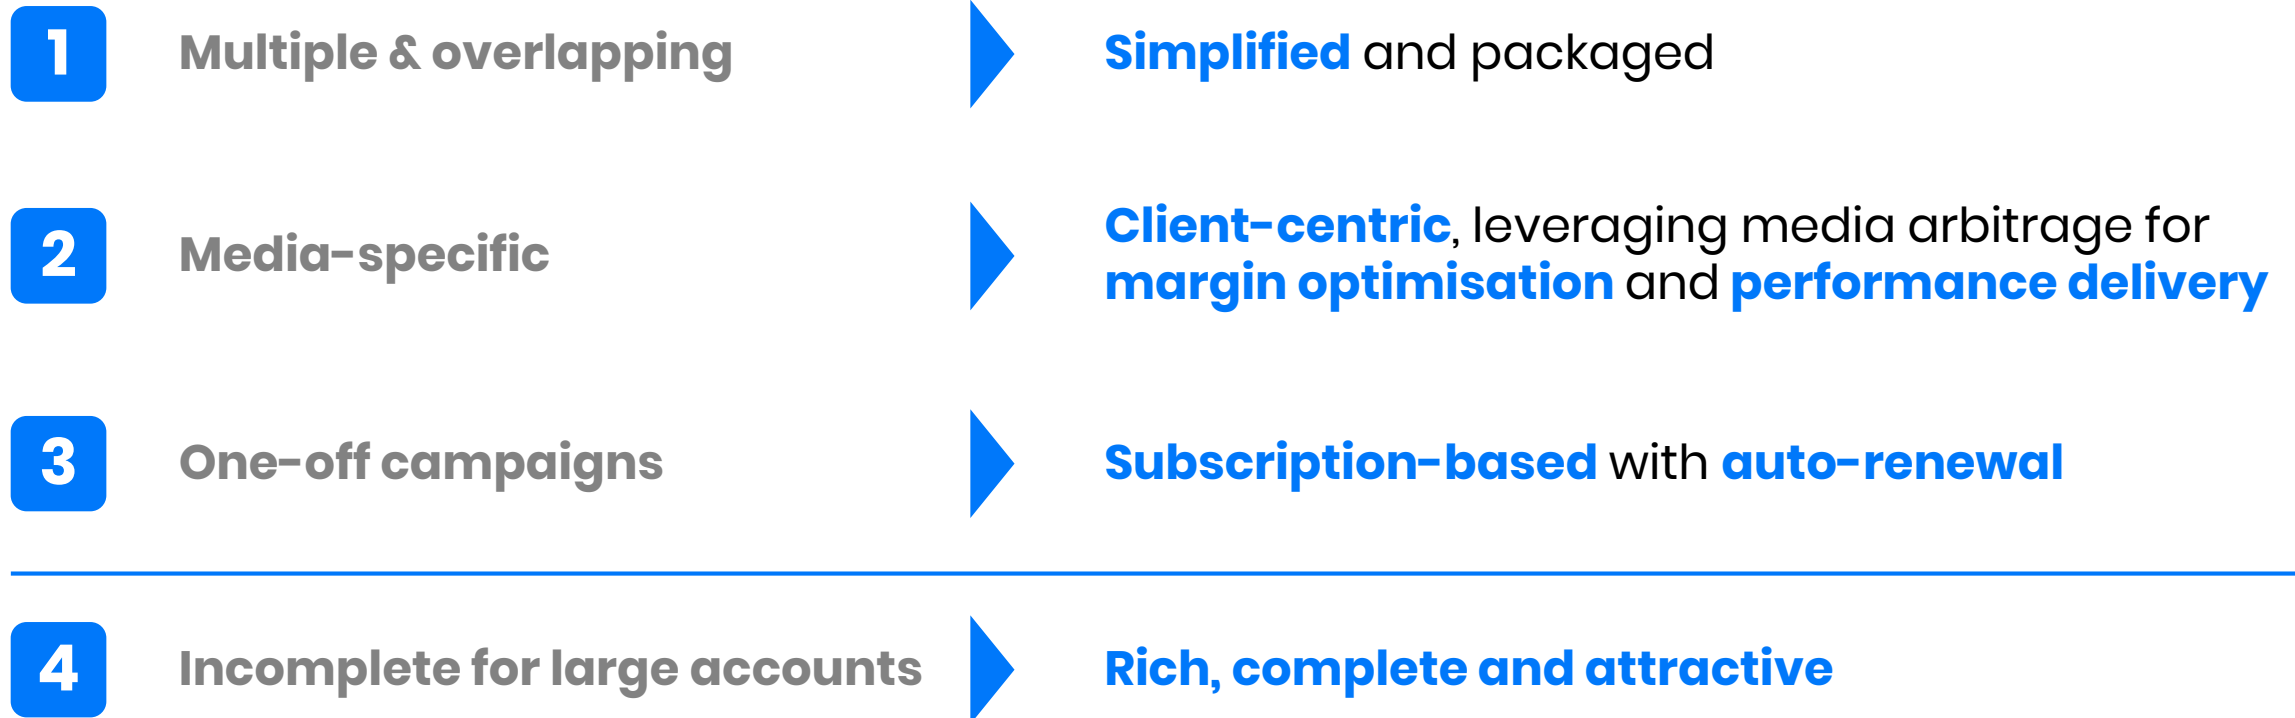 1 Multiple & overlapping Simplified and packaged
2 Media-specific Client-centric, leveraging media arbitrage for
margin optimisation and performance delivery
3 One-off campaigns Subscription-based with auto-renewal
4 Incomplete for large accounts Rich, complete and attractive